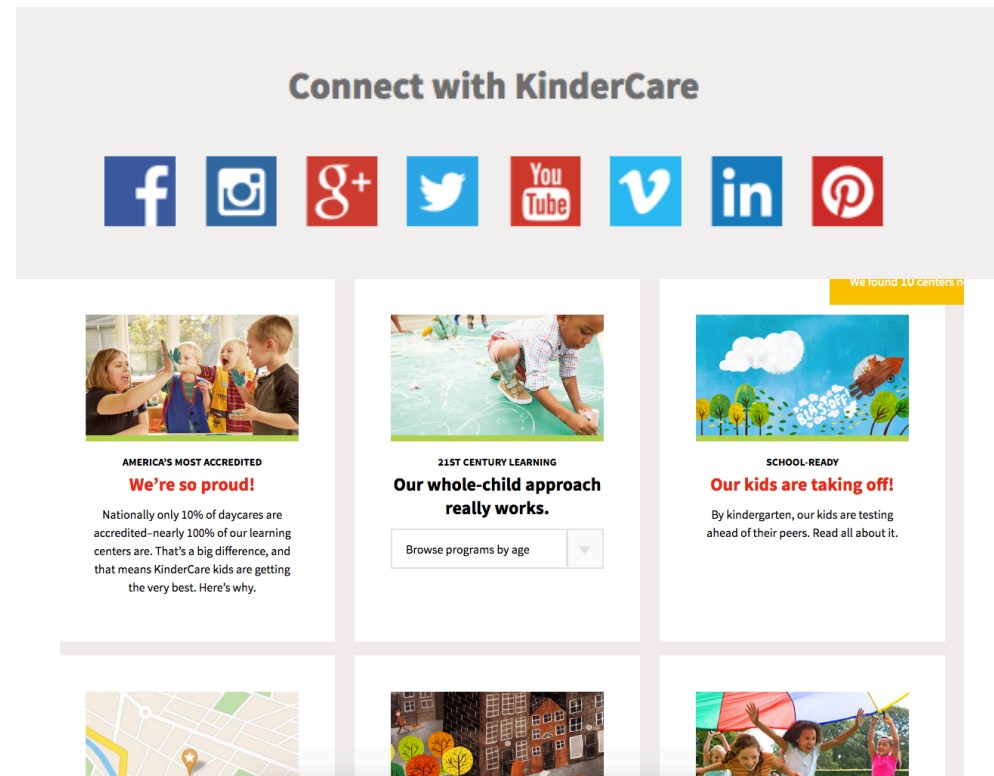 Connect with KinderCare
f
g+
You
Tube
V
in
We found 10 centers
BLAST OFF!
AMERICA'S MOST ACCREDITED
We're so proud!
Nationally only 10% of daycares are
accredited–nearly 100% of our learning
centers are. That's a big difference, and
that means KinderCare kids are getting
the very best. Here's why.
21ST CENTURY LEARNING
Our whole-child approach
really works.
Browse programs by age
SCHOOL-READY
Our kids are taking off!
By kindergarten, our kids are testing
ahead of their peers. Read all about it.